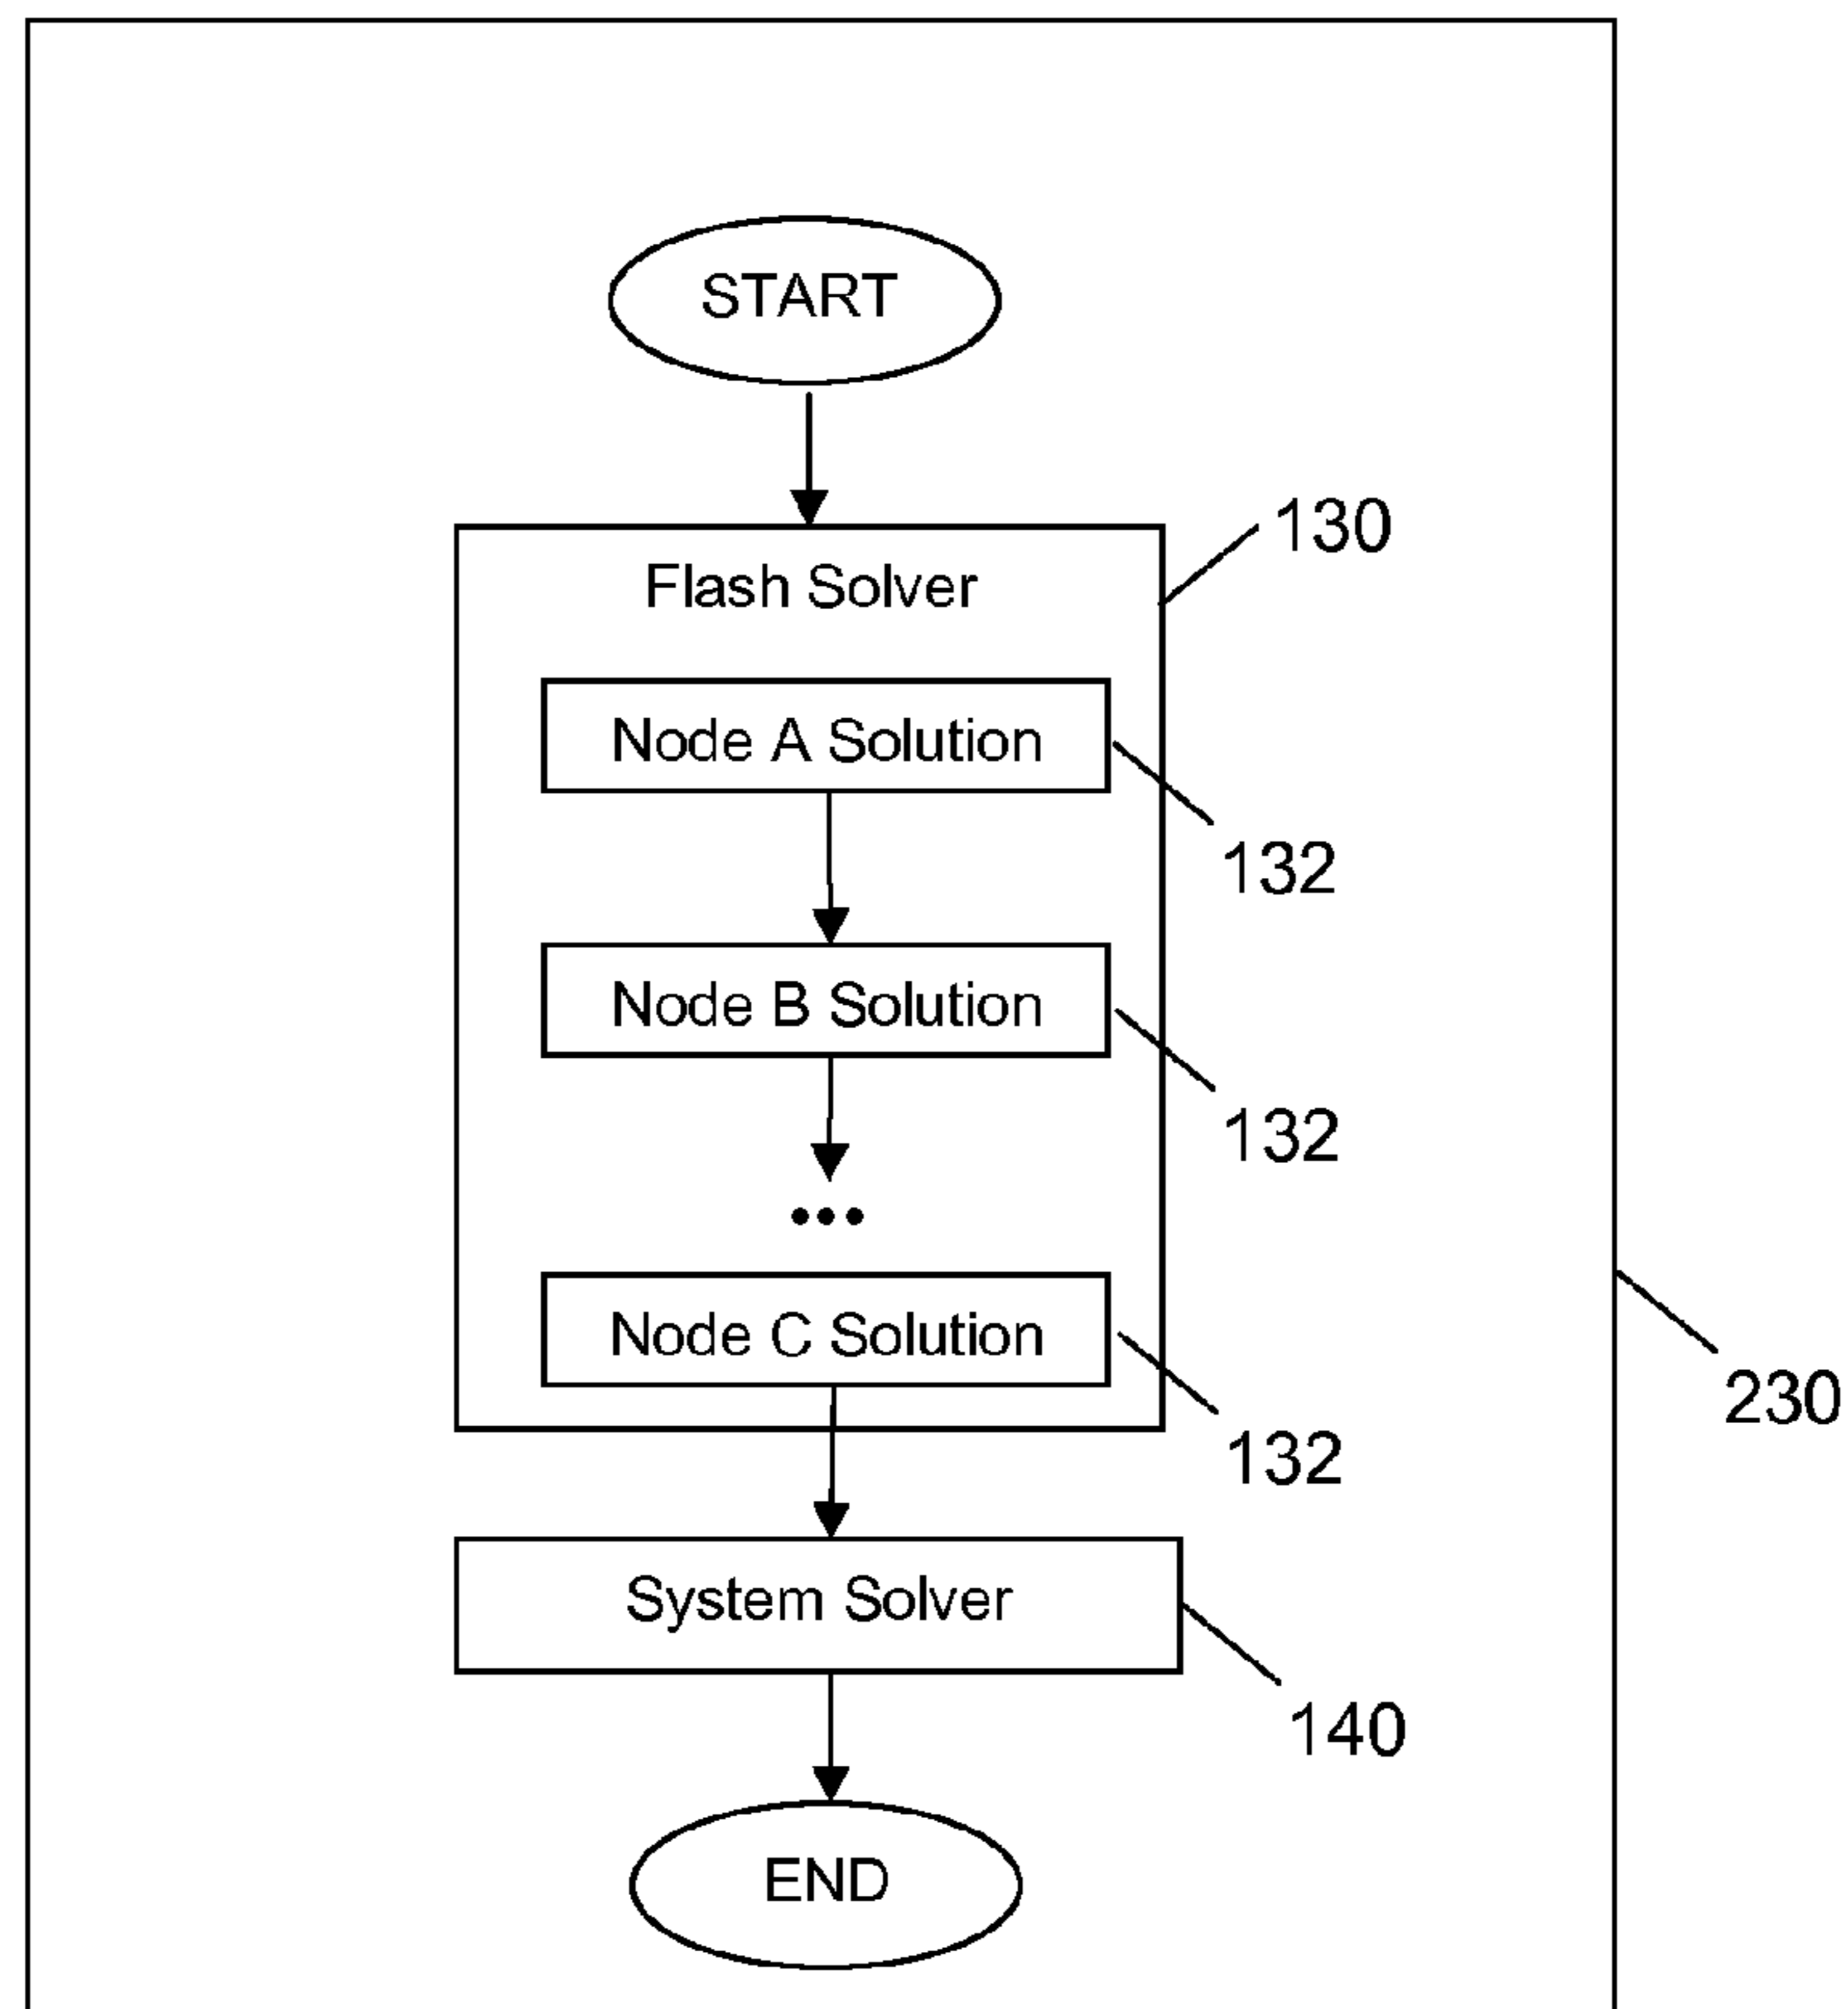 START
130
Flash Solver
Node A Solution
132
Node B Solution
132
•••
Node C Solution
230
132
System Solver
140
END